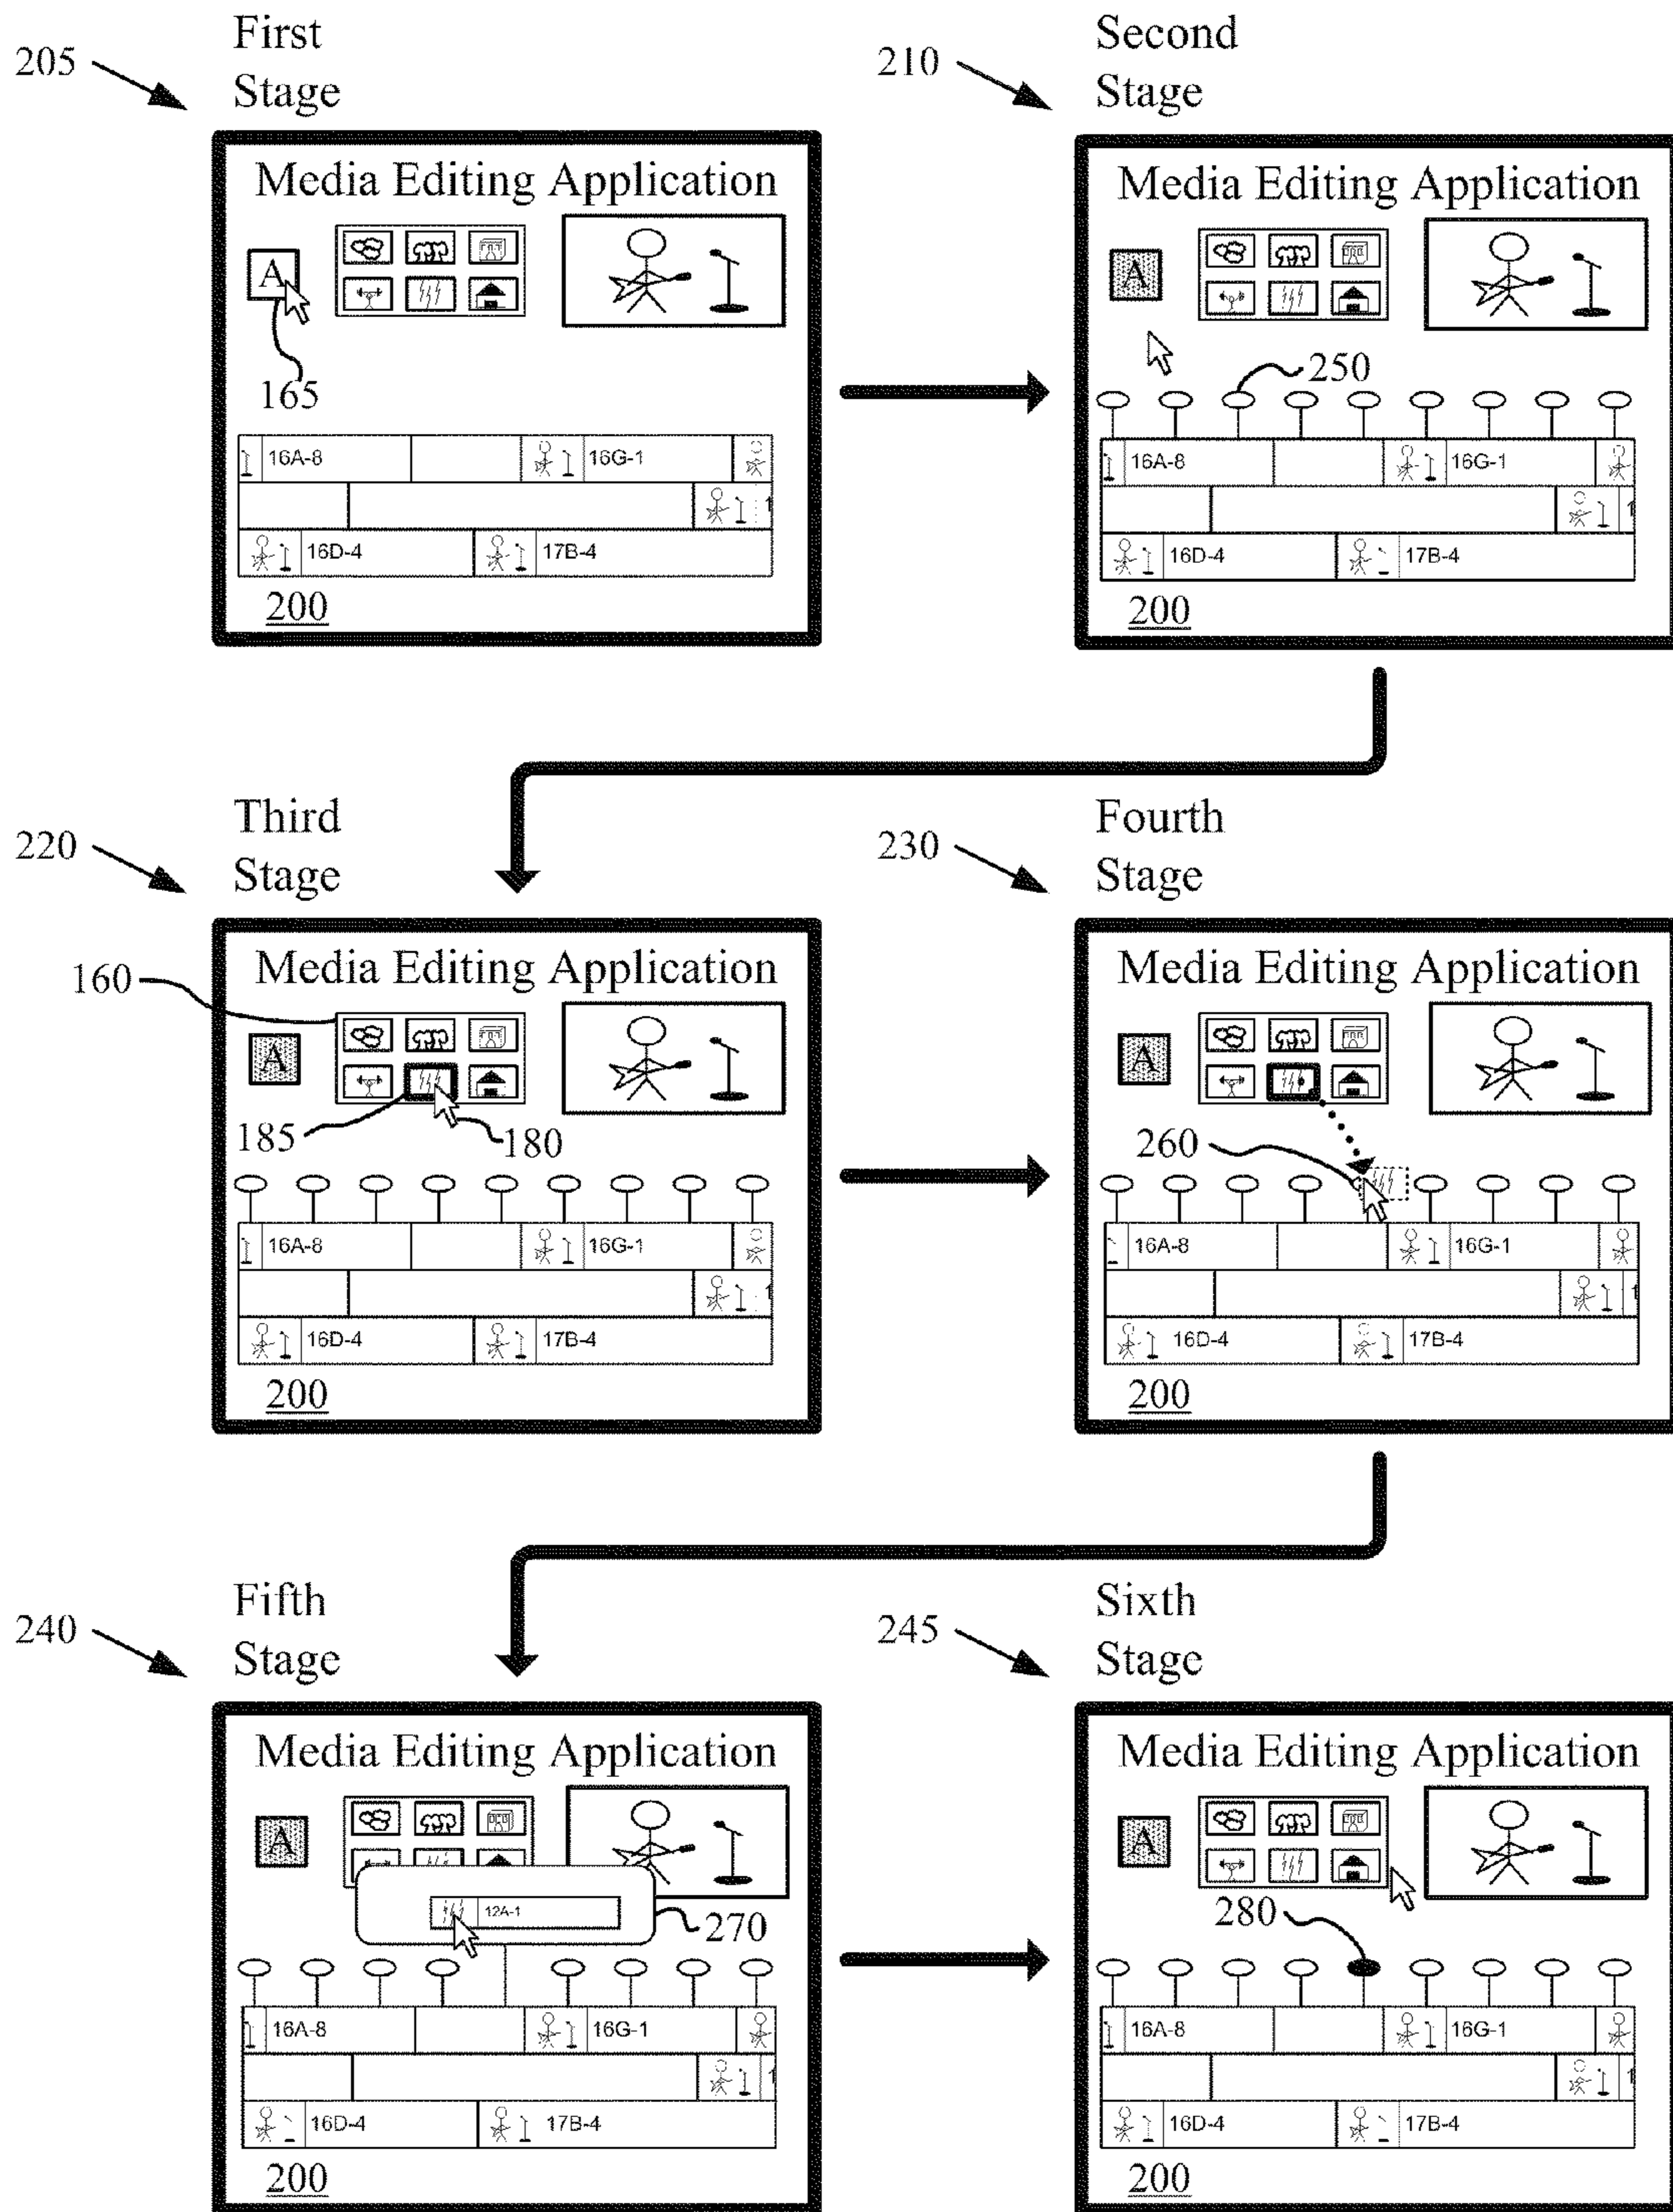 First
Stage
205
Media Editing Application
A
165
16A-8
16G-1
16D-4
17B-4
200
Second
Stage
210
Media Editing Application
A
250
16A-8
16G-1
1
16D-4
17B-4
200
Third
Stage
220
Media Editing Application
160
A
185
180
16A-8
16G-1
16D-4
17B-4
200
Fourth
Stage
230
Media Editing Application
A
260
16A-8
16G-1
16D-4
17B-4
200
Fifth
Stage
240
Media Editing Application
A
12A-1
270
16A-8
16G-1
16D-4
17B-4
200
Sixth
Stage
245
Media Editing Application
A
280
16A-8
16G-1
16D-4
17B-4
200